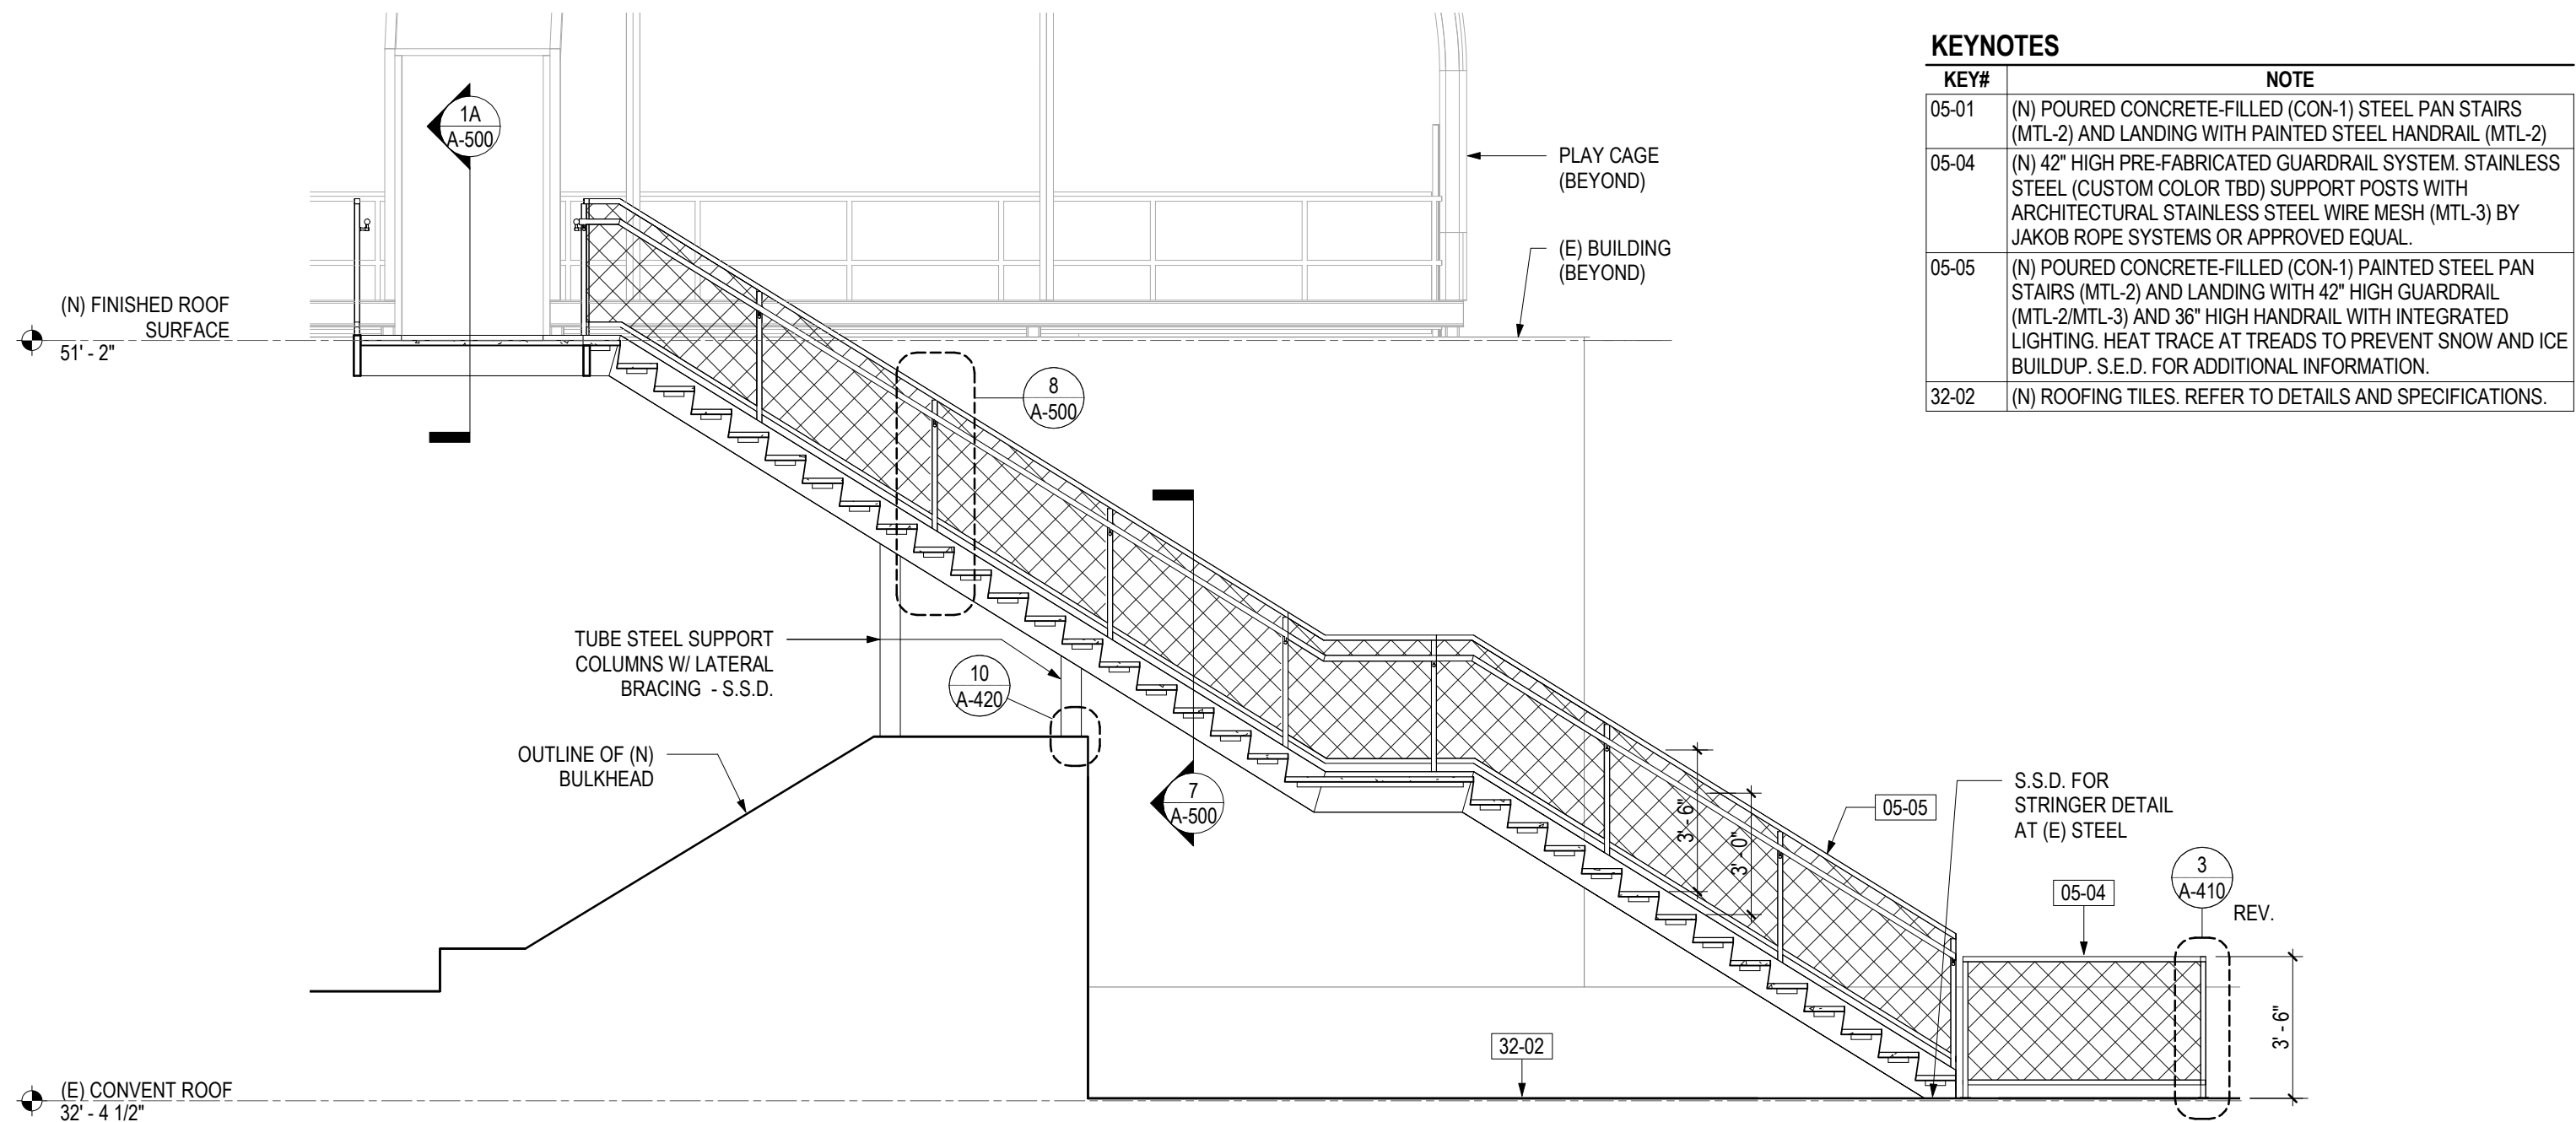 KEYNOTES
KEY# NOTE
05-01 (N) POURED CONCRETE-FILLED (CON-1) STEEL PAN STAIRS
(MTL-2) AND LANDING WITH PAINTED STEEL HANDRAIL (MTL-2)
05-04 (N) 42" HIGH PRE-FABRICATED GUARDRAIL SYSTEM. STAINLESS
STEEL (CUSTOM COLOR TBD) SUPPORT POSTS WITH
ARCHITECTURAL STAINLESS STEEL WIRE MESH (MTL-3) BY
JAKOB ROPE SYSTEMS OR APPROVED EQUAL.
05-05 (N) POURED CONCRETE-FILLED (CON-1) PAINTED STEEL PAN
STAIRS (MTL-2) AND LANDING WITH 42" HIGH GUARDRAIL
(MTL-2/MTL-3) AND 36" HIGH HANDRAIL WITH INTEGRATED
LIGHTING. HEAT TRACE AT TREADS TO PREVENT SNOW AND ICE
BUILDUP. S.E.D. FOR ADDITIONAL INFORMATION.
32-02 (N) ROOFING TILES. REFER TO DETAILS AND SPECIFICATIONS.
1A
A-500
PLAY CAGE
(BEYOND)
(E) BUILDING
(BEYOND)
(N) FINISHED ROOF
SURFACE
51' - 2"
8
A-500
TUBE STEEL SUPPORT
COLUMNS W/ LATERAL
BRACING - S.S.D.
10
A-420
OUTLINE OF (N)
BULKHEAD
7
A-500
3' - 6"
3' - 0"
05-05
S.S.D. FOR
STRINGER DETAIL
AT (E) STEEL
05-04
3
A-410
REV.
3' - 6"
32-02
(E) CONVENT ROOF
32' - 4 1/2"